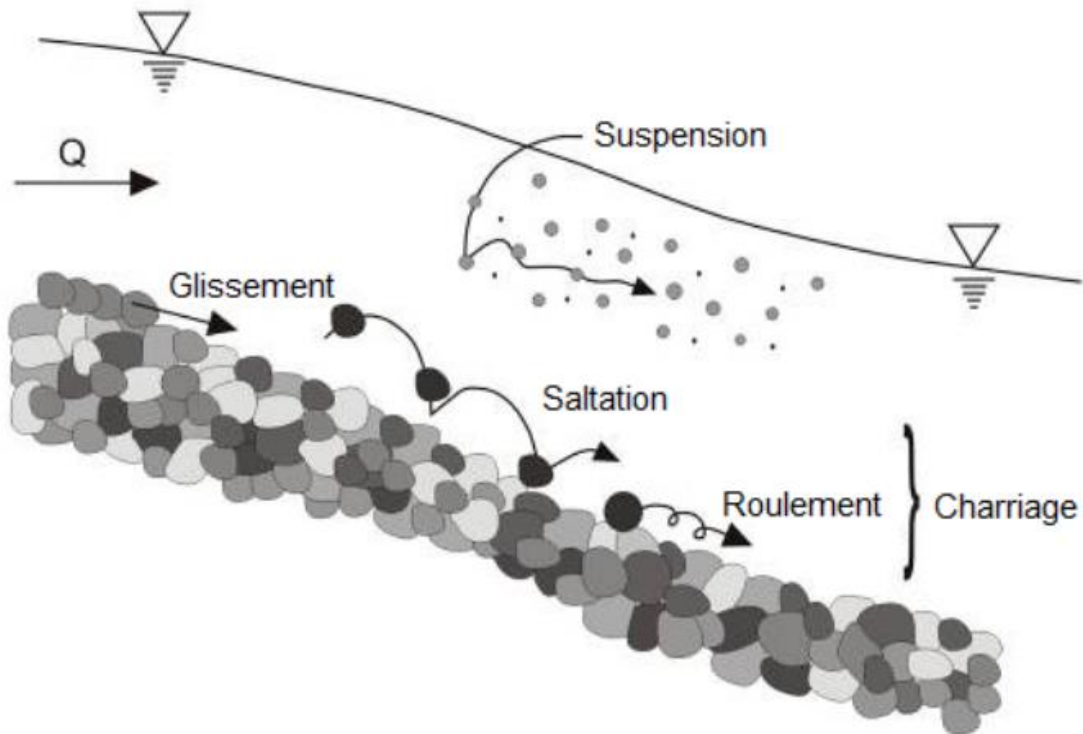 Suspension
Q
Glissement
Saltation
Roulement
Charriage